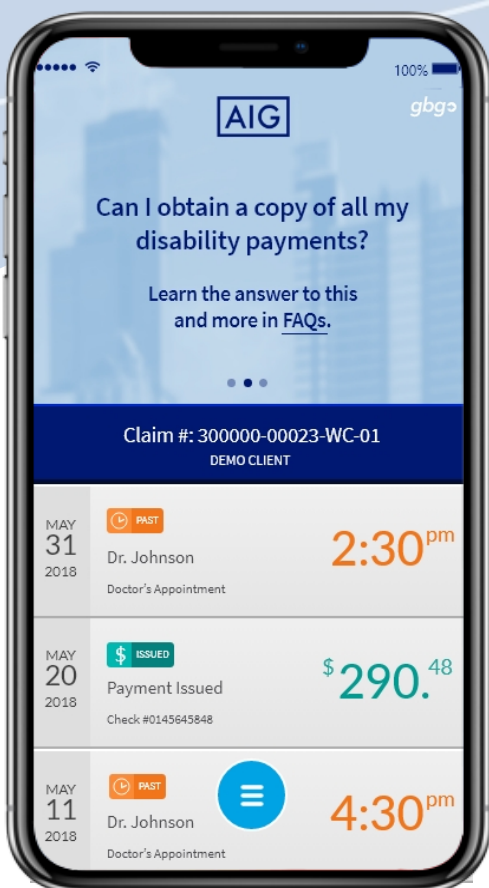 100%
gbgɔ
AIG
Can I obtain a copy of all my
disability payments?
Learn the answer to this
and more in FAQs.
Claim #: 300000-00023-WC-01
DEMO CLIENT
MAY
31
2018
PAST
Dr. Johnson
Doctor's Appointment
2:30pm
MAY
20
2018
$ ISSUED
Payment Issued
Check #0145645848
$290.48
MAY
11
2018
PAST
Dr. Johnson
Doctor's Appointment
4:30pm